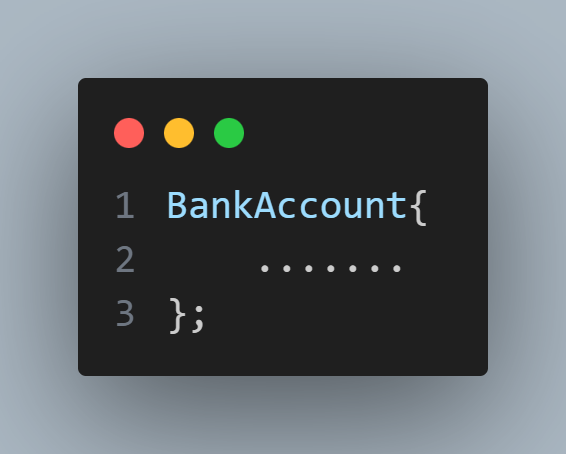 1 BankAccount{
2 .......
3 };